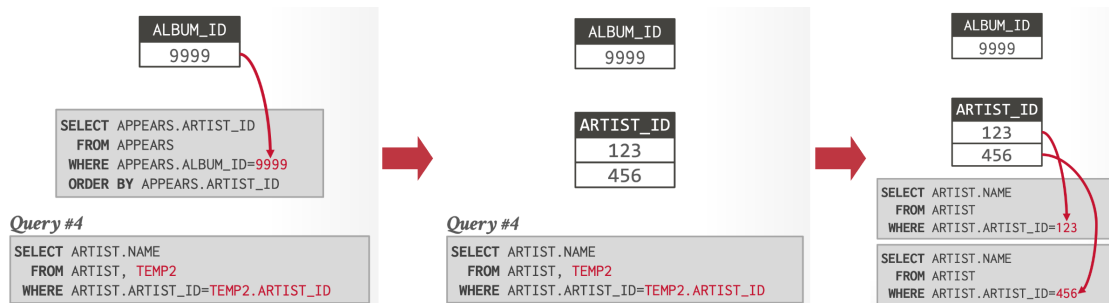 ALBUM_ID
9999
SELECT APPEARS.ARTIST_ID
FROM APPEARS
WHERE APPEARS.ALBUM_ID=9999
ORDER BY APPEARS.ARTIST_ID
Query #4
SELECT ARTIST.NAME
FROM ARTIST, TEMP2
WHERE ARTIST.ARTIST_ID=TEMP2.ARTIST_ID
ALBUM_ID
9999
ARTIST_ID
123
456
Query #4
SELECT ARTIST.NAME
FROM ARTIST, TEMP2
WHERE ARTIST.ARTIST_ID=TEMP2.ARTIST_ID
ALBUM_ID
9999
ARTIST_ID
123
456
SELECT ARTIST.NAME
FROM ARTIST
WHERE ARTIST.ARTIST_ID=123
SELECT ARTIST.NAME
FROM ARTIST
WHERE ARTIST.ARTIST_ID=456